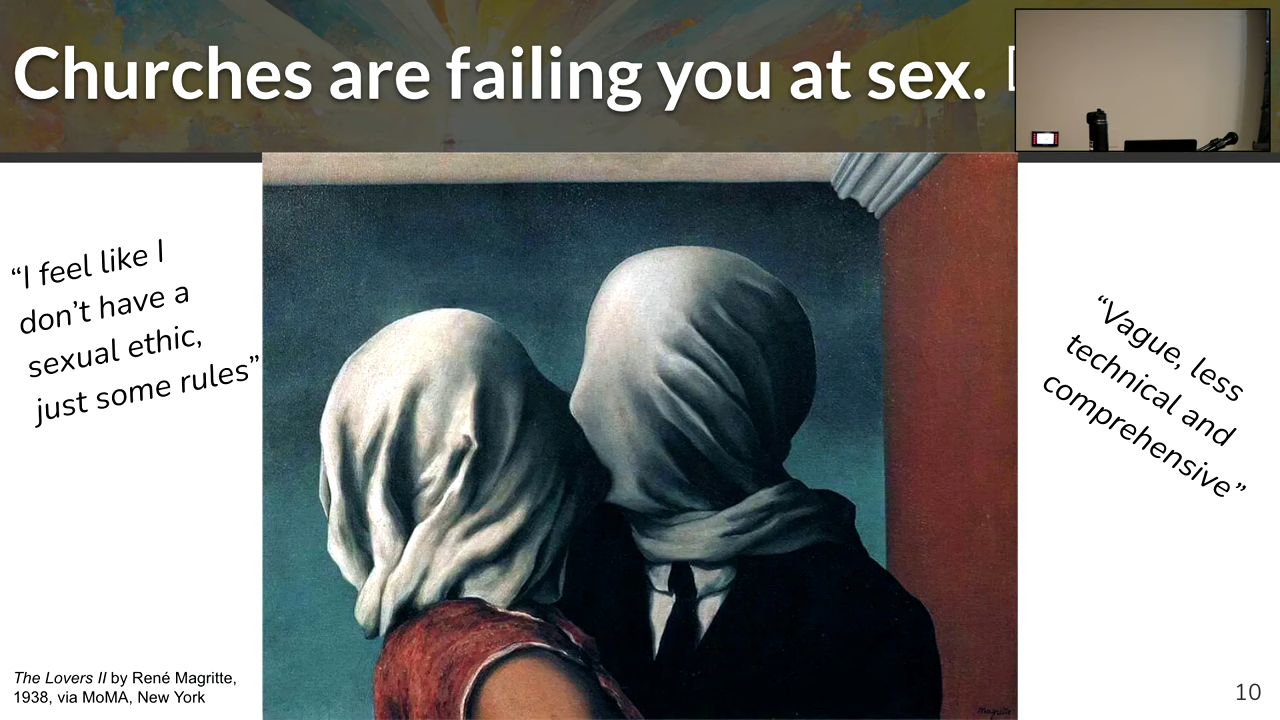 Churches are failing you at sex.
“I feel like I
don’t have a
sexual ethic,
just some rules”
“Vague, less
technical and
comprehensive”
The Lovers II by René Magritte,
1938, via MoMA, New York
Magritte
10